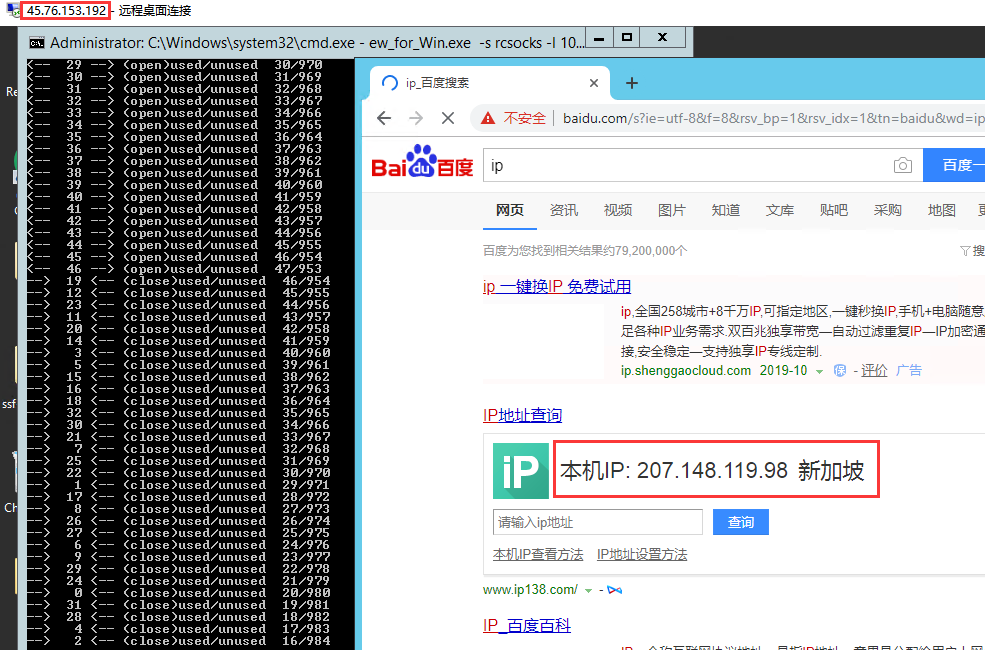 45.76.153.192 - 远程桌面连接
Administrator: C:\Windows\system32\cmd.exe - ew_for_Win.exe -s rcsocks -l 10...
<-- 29 --> (open)used/unused 30/970
<-- 30 --> (open)used/unused 31/969
<-- 31 --> (open)used/unused 32/968
<-- 32 --> (open)used/unused 33/967
<-- 33 --> (open)used/unused 34/966
<-- 34 --> (open)used/unused 35/965
<-- 35 --> (open)used/unused 36/964
<-- 36 --> (open)used/unused 37/963
<-- 37 --> (open)used/unused 38/962
<-- 38 --> (open)used/unused 39/961
<-- 39 --> (open)used/unused 40/960
<-- 40 --> (open)used/unused 41/959
<-- 41 --> (open)used/unused 42/958
<-- 42 --> (open)used/unused 43/957
<-- 43 --> (open)used/unused 44/956
<-- 44 --> (open)used/unused 45/955
<-- 45 --> (open)used/unused 46/954
<-- 46 --> (open)used/unused 47/953
--> 19 <-- (close)used/unused 46/954
--> 12 <-- (close)used/unused 45/955
--> 23 <-- (close)used/unused 44/956
--> 11 <-- (close)used/unused 43/957
--> 20 <-- (close)used/unused 42/958
--> 14 <-- (close)used/unused 41/959
--> 3 <-- (close)used/unused 40/960
--> 5 <-- (close)used/unused 39/961
--> 15 <-- (close)used/unused 38/962
--> 16 <-- (close)used/unused 37/963
--> 18 <-- (close)used/unused 36/964
--> 32 <-- (close)used/unused 35/965
--> 30 <-- (close)used/unused 34/966
--> 21 <-- (close)used/unused 33/967
--> 7 <-- (close)used/unused 32/968
--> 25 <-- (close)used/unused 31/969
--> 22 <-- (close)used/unused 30/970
--> 1 <-- (close)used/unused 29/971
--> 17 <-- (close)used/unused 28/972
--> 8 <-- (close)used/unused 27/973
--> 26 <-- (close)used/unused 26/974
--> 27 <-- (close)used/unused 25/975
--> 6 <-- (close)used/unused 24/976
--> 9 <-- (close)used/unused 23/977
--> 29 <-- (close)used/unused 22/978
--> 24 <-- (close)used/unused 21/979
--> 0 <-- (close)used/unused 20/980
--> 31 <-- (close)used/unused 19/981
--> 28 <-- (close)used/unused 18/982
--> 4 <-- (close)used/unused 17/983
--> 2 <-- (close)used/unused 16/984
Re
ssf
Ch
ip_百度搜索
不安全 | baidu.com/s?ie=utf-8&f=8&rsv_bp=1&rsv_idx=1&tn=baidu&wd=ip
Bai du 百度
ip
百度一
网页 资讯 视频 图片 知道 文库 贴吧 采购 地图
百度为您找到相关结果约79,200,000个
搜
ip 一键换IP 免费试用
ip,全国258城市+8千万IP,可指定地区,一键秒换IP,手机+电脑随意
足各种IP业务需求.双百兆独享带宽—自动过滤重复IP—IP加密通
接,安全稳定—支持独享IP专线定制.
ip.shenggaocloud.com 2019-10 保 - 评价 广告
IP地址查询
iP
本机IP: 207.148.119.98 新加坡
请输入ip地址
查询
本机IP查看方法 IP地址设置方法
www.ip138.com/ -
IP_百度百科